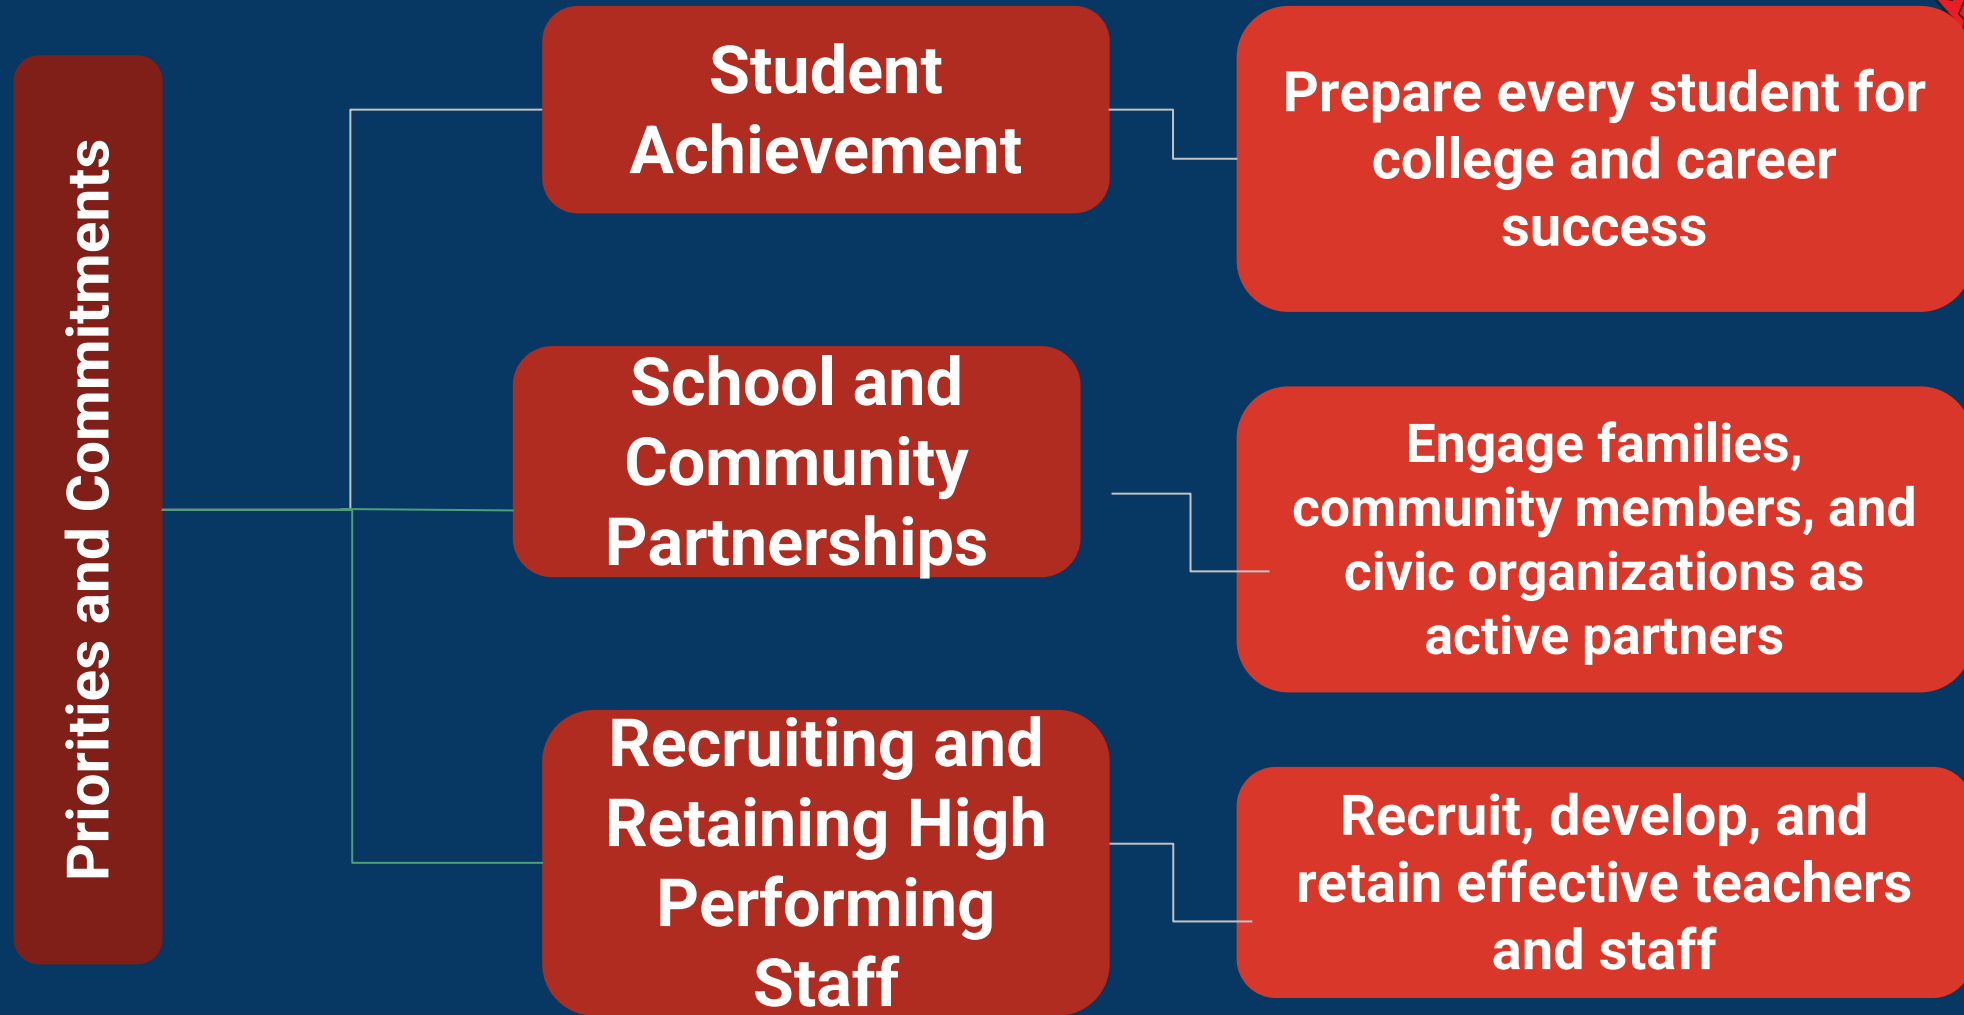 Priorities and Commitments
Student
Achievement
Prepare every student for
college and career
success
School and
Community
Partnerships
Engage families,
community members, and
civic organizations as
active partners
Recruiting and
Retaining High
Performing
Staff
Recruit, develop, and
retain effective teachers
and staff